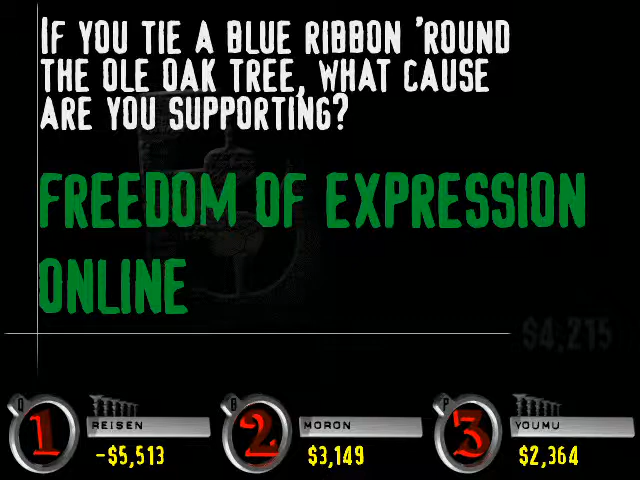 IF YOU TIE A BLUE RIBBON 'ROUND
THE OLE OAK TREE, WHAT CAUSE
ARE YOU SUPPORTING?
FREEDOM OF EXPRESSION
ONLINE
$4,215
Q B P
1 REISEN 2 MORON 3 YOUMU
-$5,513 $3,149 $2,364